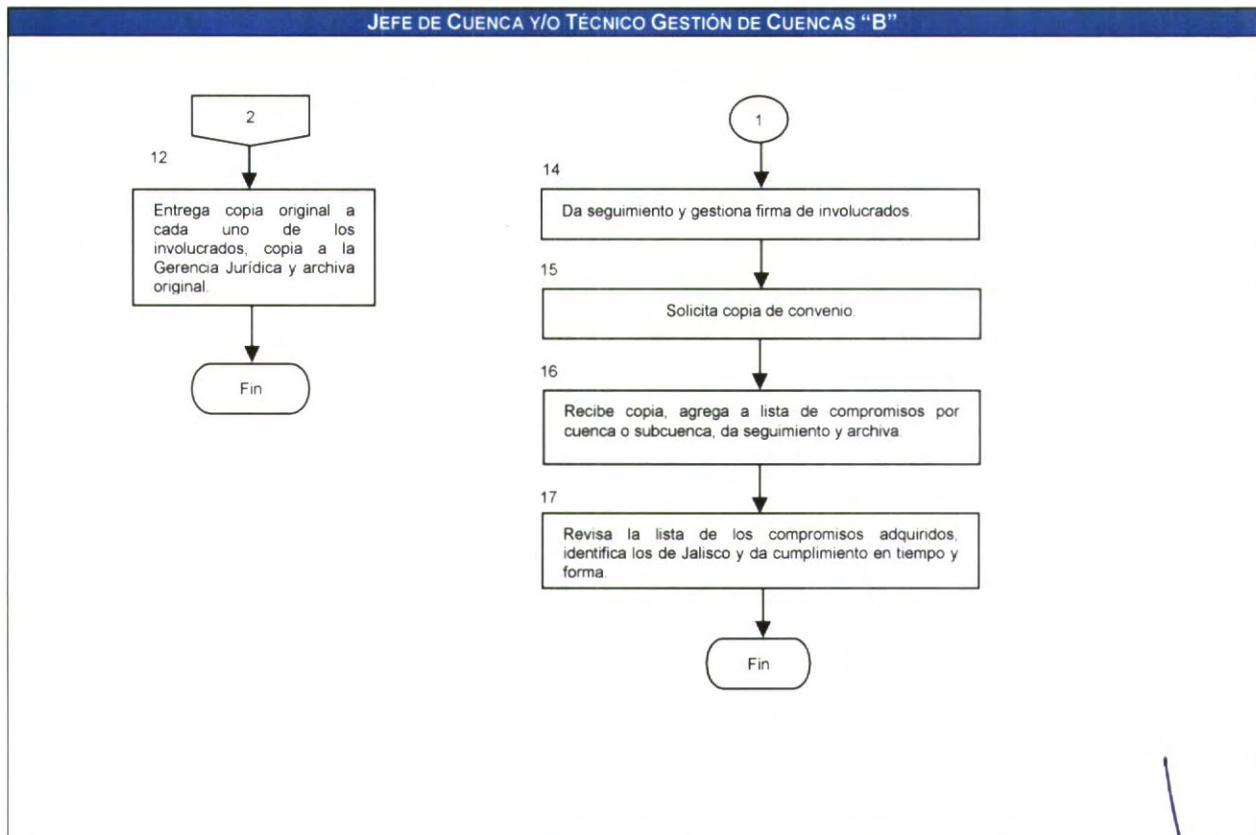 JEFE DE CUENCA Y/O TÉCNICO GESTIÓN DE CUENCAS “B”
2
12
Entrega copia original a
cada uno de los
involucrados, copia a la
Gerencia Jurídica y archiva
original.
Fin
1
14
Da seguimiento y gestiona firma de involucrados.
15
Solicita copia de convenio.
16
Recibe copia, agrega a lista de compromisos por
cuenca o subcuenca, da seguimiento y archiva.
17
Revisa la lista de los compromisos adquiridos,
identifica los de Jalisco y da cumplimiento en tiempo y
forma.
Fin